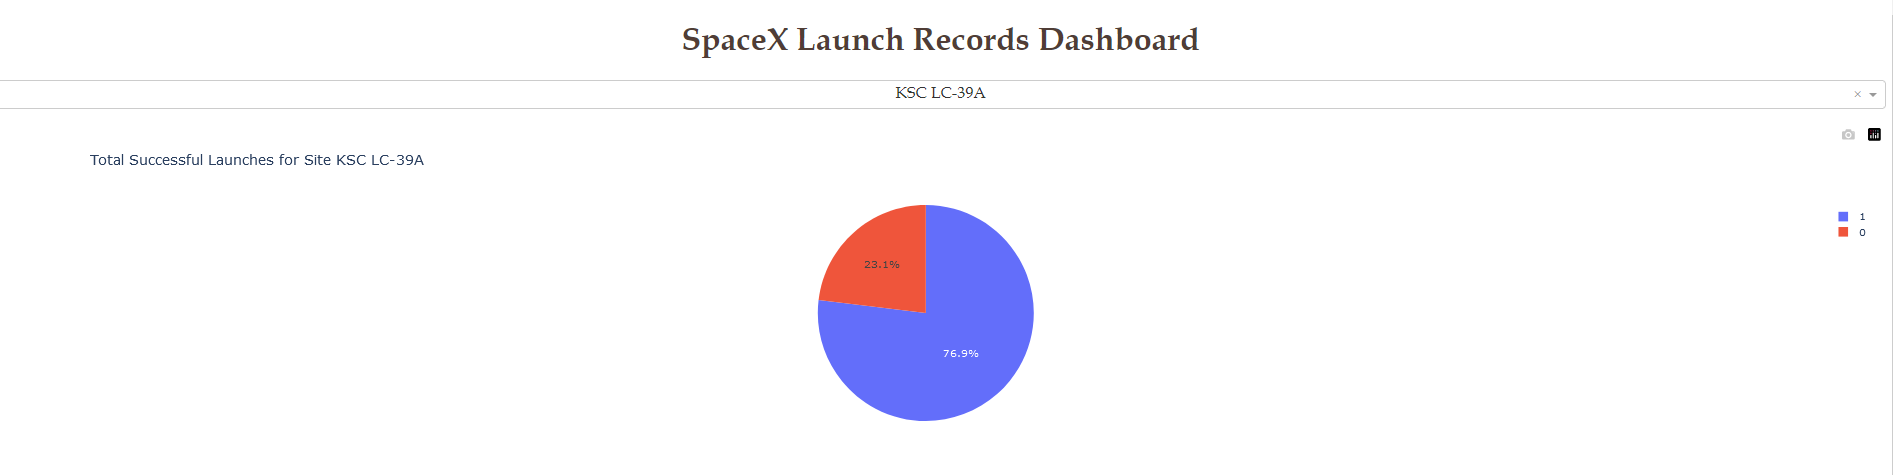 SpaceX Launch Records Dashboard
KSC LC-39A
Total Successful Launches for Site KSC LC-39A
1
0
23.1%
76.9%